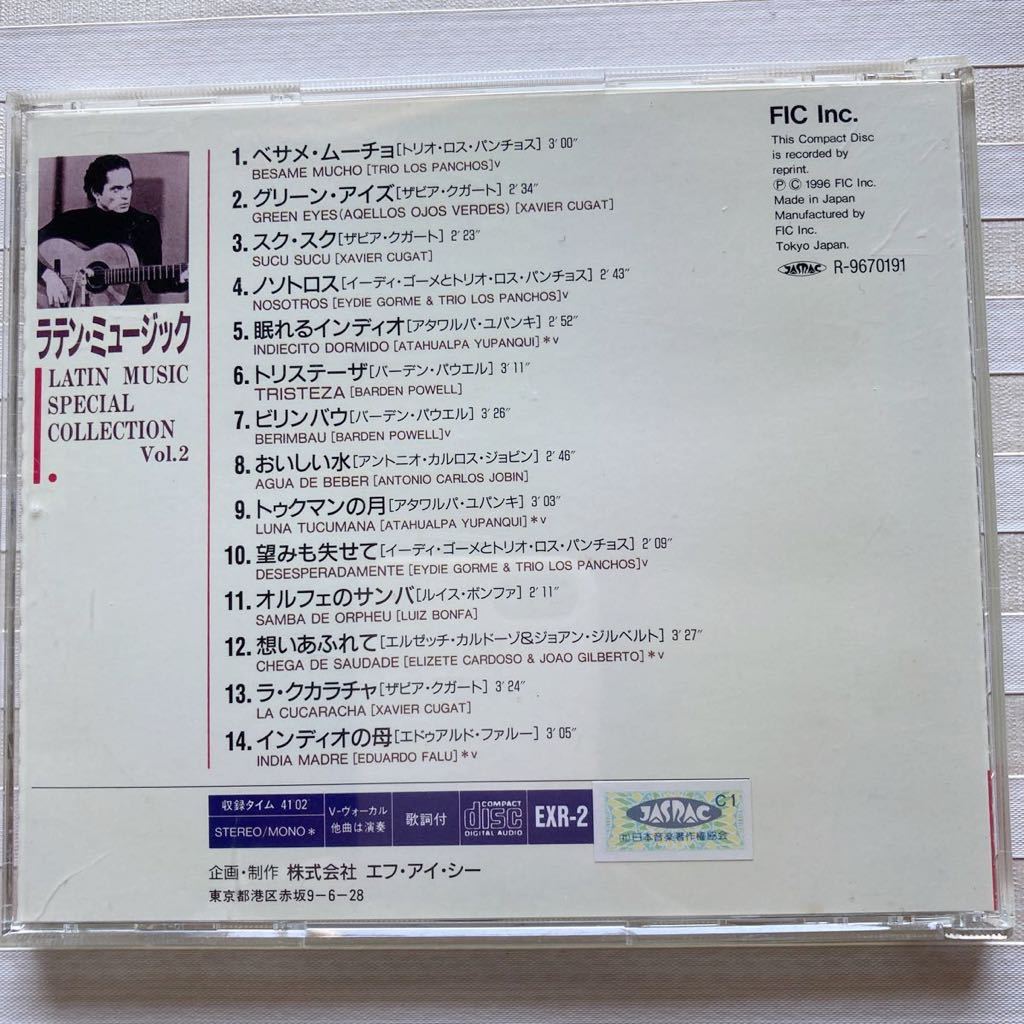 ラテン・ミュージック
LATIN MUSIC
SPECIAL
COLLECTION
Vol.2
1. ベサメ・ムーチョ[トリオ・ロス・パンチョス] 3′00″
BESAME MUCHO [TRIO LOS PANCHOS]v
2. グリーン・アイズ[ザビア・クガート] 2′34″
GREEN EYES(AQELLOS OJOS VERDES) [XAVIER CUGAT]
3. スク・スク[ザビア・クガート] 2′23″
SUCU SUCU [XAVIER CUGAT]
4. ノソトロス[イーディ・ゴーメとトリオ・ロス・パンチョス] 2′43″
NOSOTROS [EYDIE GORME & TRIO LOS PANCHOS]v
5. 眠れるインディオ[アタワルパ・ユパンキ] 2′52″
INDIECITO DORMIDO [ATAHUALPA YUPANQUI]*v
6. トリステーザ[バーデン・パウエル] 3′11″
TRISTEZA [BARDEN POWELL]
7. ビリンバウ[バーデン・パウエル] 3′26″
BERIMBAU [BARDEN POWELL]v
8. おいしい水[アントニオ・カルロス・ジョビン] 2′46″
AGUA DE BEBER [ANTONIO CARLOS JOBIN]
9. トゥクマンの月[アタワルパ・ユパンキ] 3′03″
LUNA TUCUMANA [ATAHUALPA YUPANQUI]*v
10. 望みも失せて[イーディ・ゴーメとトリオ・ロス・パンチョス] 2′09″
DESESPERADAMENTE [EYDIE GORME & TRIO LOS PANCHOS]v
11. オルフェのサンバ[ルイス・ボンファ] 2′11″
SAMBA DE ORPHEU [LUIZ BONFA]
12. 想いあふれて[エルゼッチ・カルドーゾ&ジョアン・ジルベルト] 3′27″
CHEGA DE SAUDADE [ELIZETE CARDOSO & JOAO GILBERTO]*v
13. ラ・クカラチャ[ザビア・クガート] 3′24″
LA CUCARACHA [XAVIER CUGAT]
14. インディオの母[エドゥアルド・ファルー] 3′05″
INDIA MADRE [EDUARDO FALU]*v
FIC Inc.
This Compact Disc
is recorded by
reprint.
Ⓟ Ⓒ 1996 FIC Inc.
Made in Japan
Manufactured by
FIC Inc.
Tokyo Japan.
JASRAC R-9670191
収録タイム 41 02
STEREO/MONO*
V-ヴォーカル
他曲は演奏
歌詞付
COMPACT
disc
DIGITAL AUDIO
EXR-2
C1
JASRAC
㈳日本音楽著作権協会
企画・制作 株式会社 エフ・アイ・シー
東京都港区赤坂9-6-28